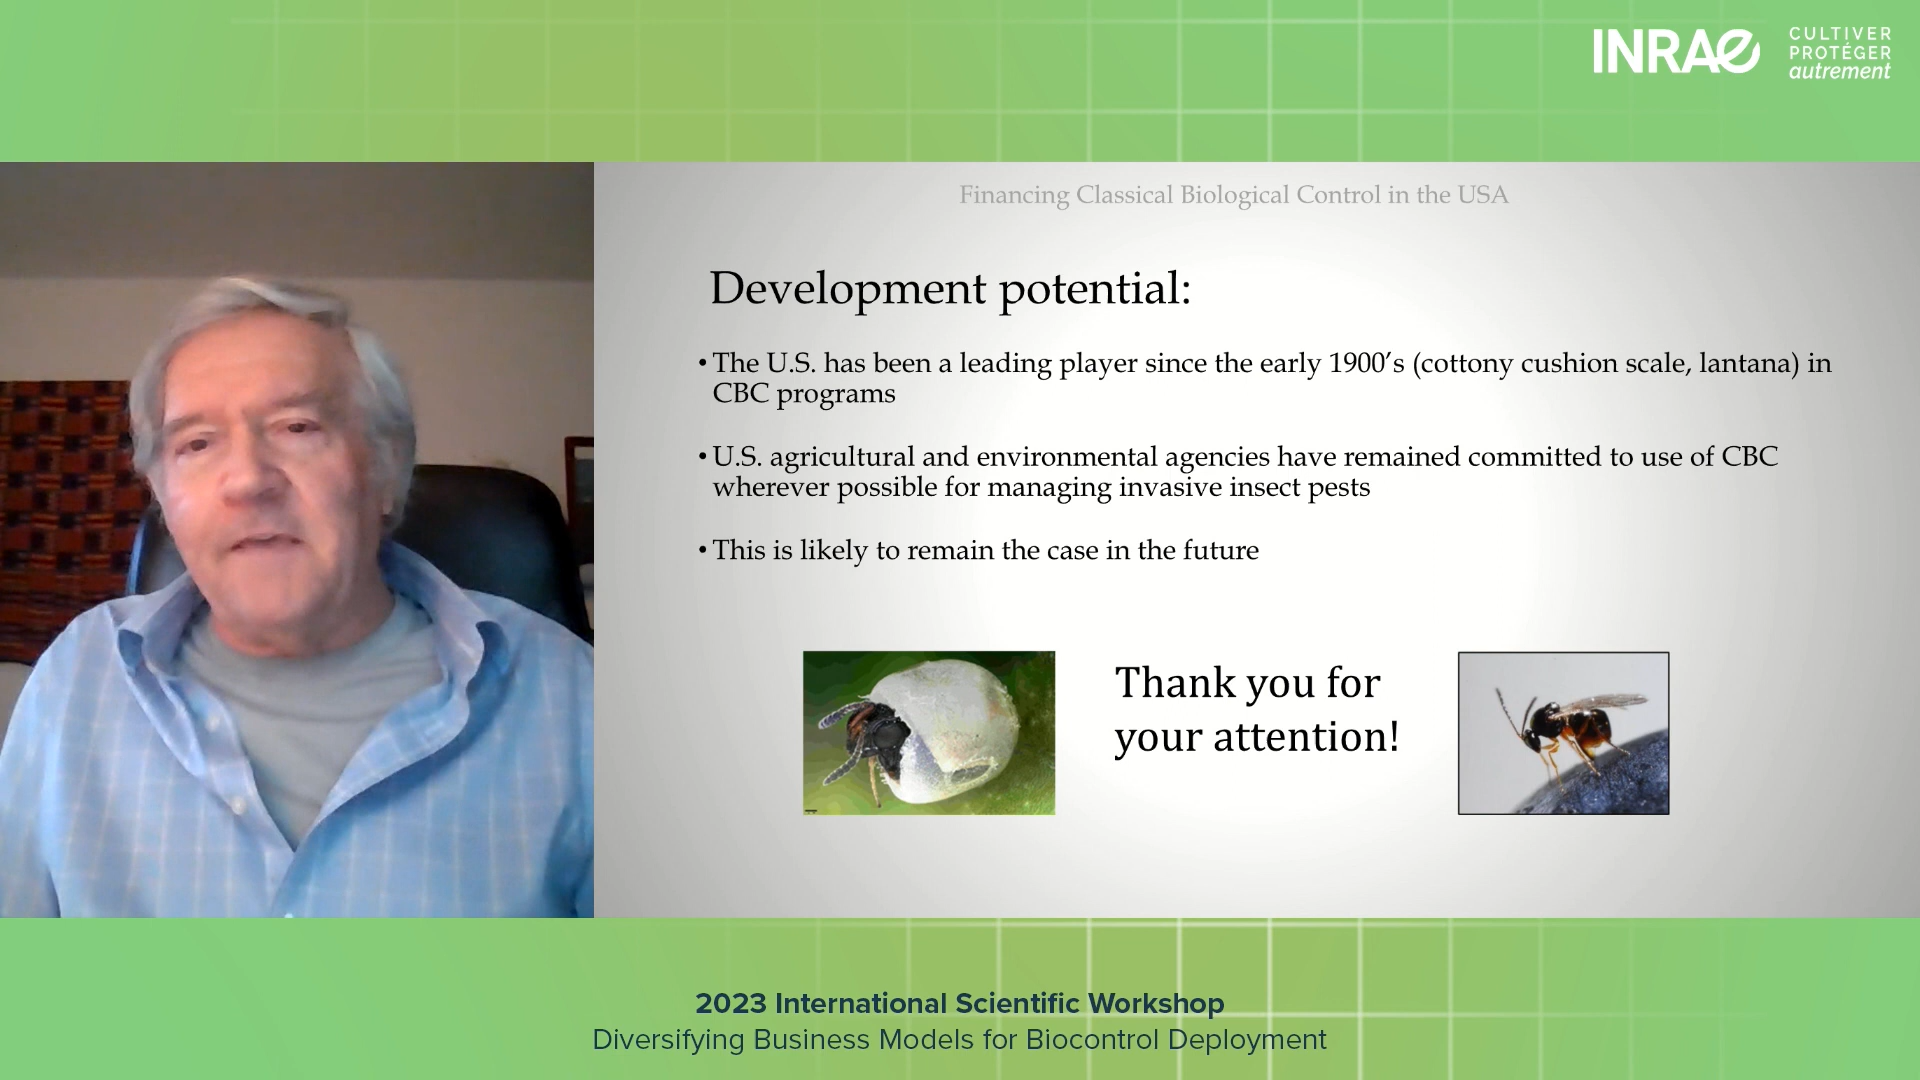 INRAE
CULTIVER
PROTÉGER
autrement
Financing Classical Biological Control in the USA
Development potential:
• The U.S. has been a leading player since the early 1900’s (cottony cushion scale, lantana) in
CBC programs
• U.S. agricultural and environmental agencies have remained committed to use of CBC
wherever possible for managing invasive insect pests
• This is likely to remain the case in the future
Thank you for
your attention!
2023 International Scientific Workshop
Diversifying Business Models for Biocontrol Deployment